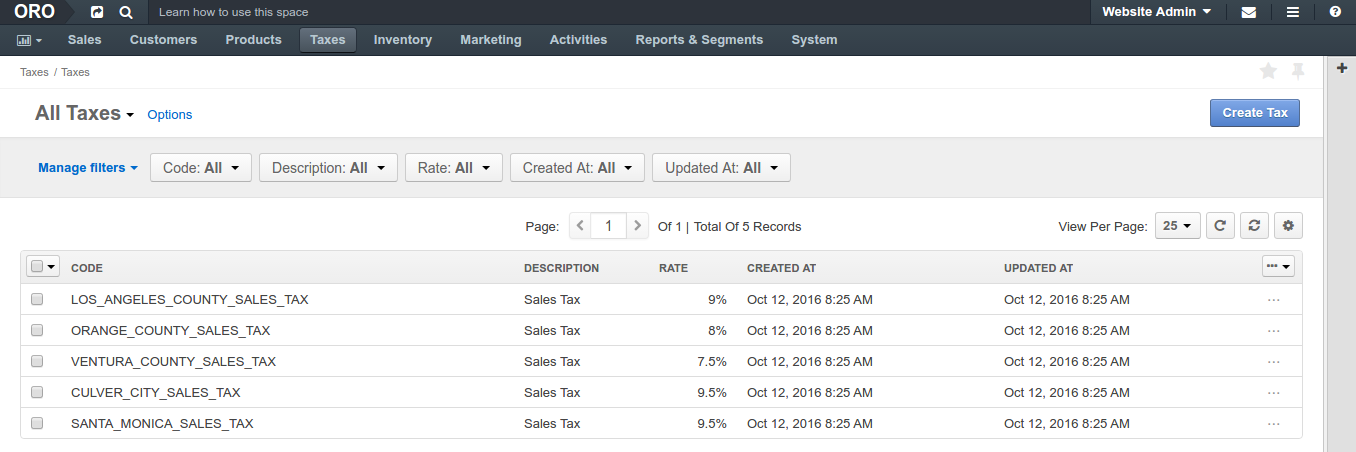 ORO Learn how to use this space Website Admin
Sales Customers Products Taxes Inventory Marketing Activities Reports & Segments System
Taxes / Taxes
All Taxes Options Create Tax
Manage filters Code: All Description: All Rate: All Created At: All Updated At: All
Page: 1 Of 1 | Total Of 5 Records View Per Page: 25
CODE DESCRIPTION RATE CREATED AT UPDATED AT
LOS_ANGELES_COUNTY_SALES_TAX Sales Tax 9% Oct 12, 2016 8:25 AM Oct 12, 2016 8:25 AM
ORANGE_COUNTY_SALES_TAX Sales Tax 8% Oct 12, 2016 8:25 AM Oct 12, 2016 8:25 AM
VENTURA_COUNTY_SALES_TAX Sales Tax 7.5% Oct 12, 2016 8:25 AM Oct 12, 2016 8:25 AM
CULVER_CITY_SALES_TAX Sales Tax 9.5% Oct 12, 2016 8:25 AM Oct 12, 2016 8:25 AM
SANTA_MONICA_SALES_TAX Sales Tax 9.5% Oct 12, 2016 8:25 AM Oct 12, 2016 8:25 AM